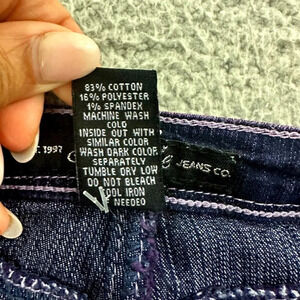 83% COTTON
16% POLYESTER
1% SPANDEX
MACHINE WASH
COLD
INSIDE OUT WITH
SIMILAR COLOR
WASH DARK COLOR
SEPARATELY
TUMBLE DRY LOW
DO NOT BLEACH
COOL IRON
NEEDED
1997
JEANS CO.